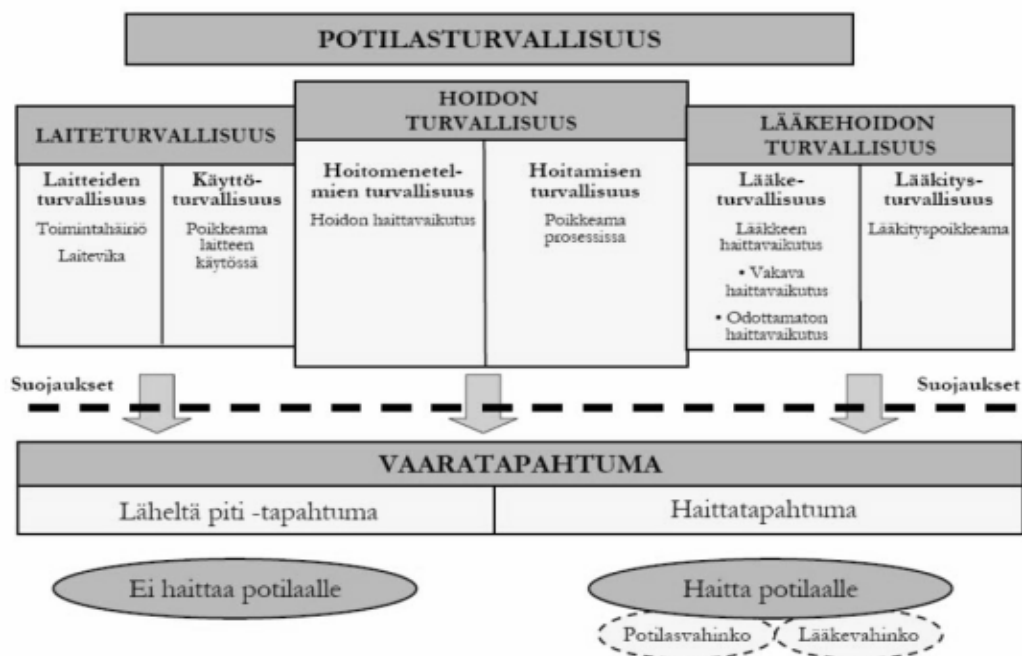 POTILASTURVALLISUUS
LAITETURVALLISUUS
Laitteiden
turvallisuus
Toimintahäiriö
Laitevika
Käyttö-
turvallisuus
Poikkeama
laitteen
käytössä
HOIDON
TURVALLISUUS
Hoitomenetel-
mien turvallisuus
Hoidon haittavaikutus
Hoitamisen
turvallisuus
Poikkeama
prosessissa
LÄÄKEHOIDON
TURVALLISUUS
Lääke-
turvallisuus
Lääkkeen
haittavaikutus
• Vakava
haittavaikutus
• Odottamaton
haittavaikutus
Lääkitys-
turvallisuus
Lääkityspoikkeama
Suojaukset
Suojaukset
VAARATAPAHTUMA
Läheltä piti -tapahtuma
Haittatapahtuma
Ei haittaa potilaalle
Haitta potilaalle
Potilasvahinko
Lääkevahinko